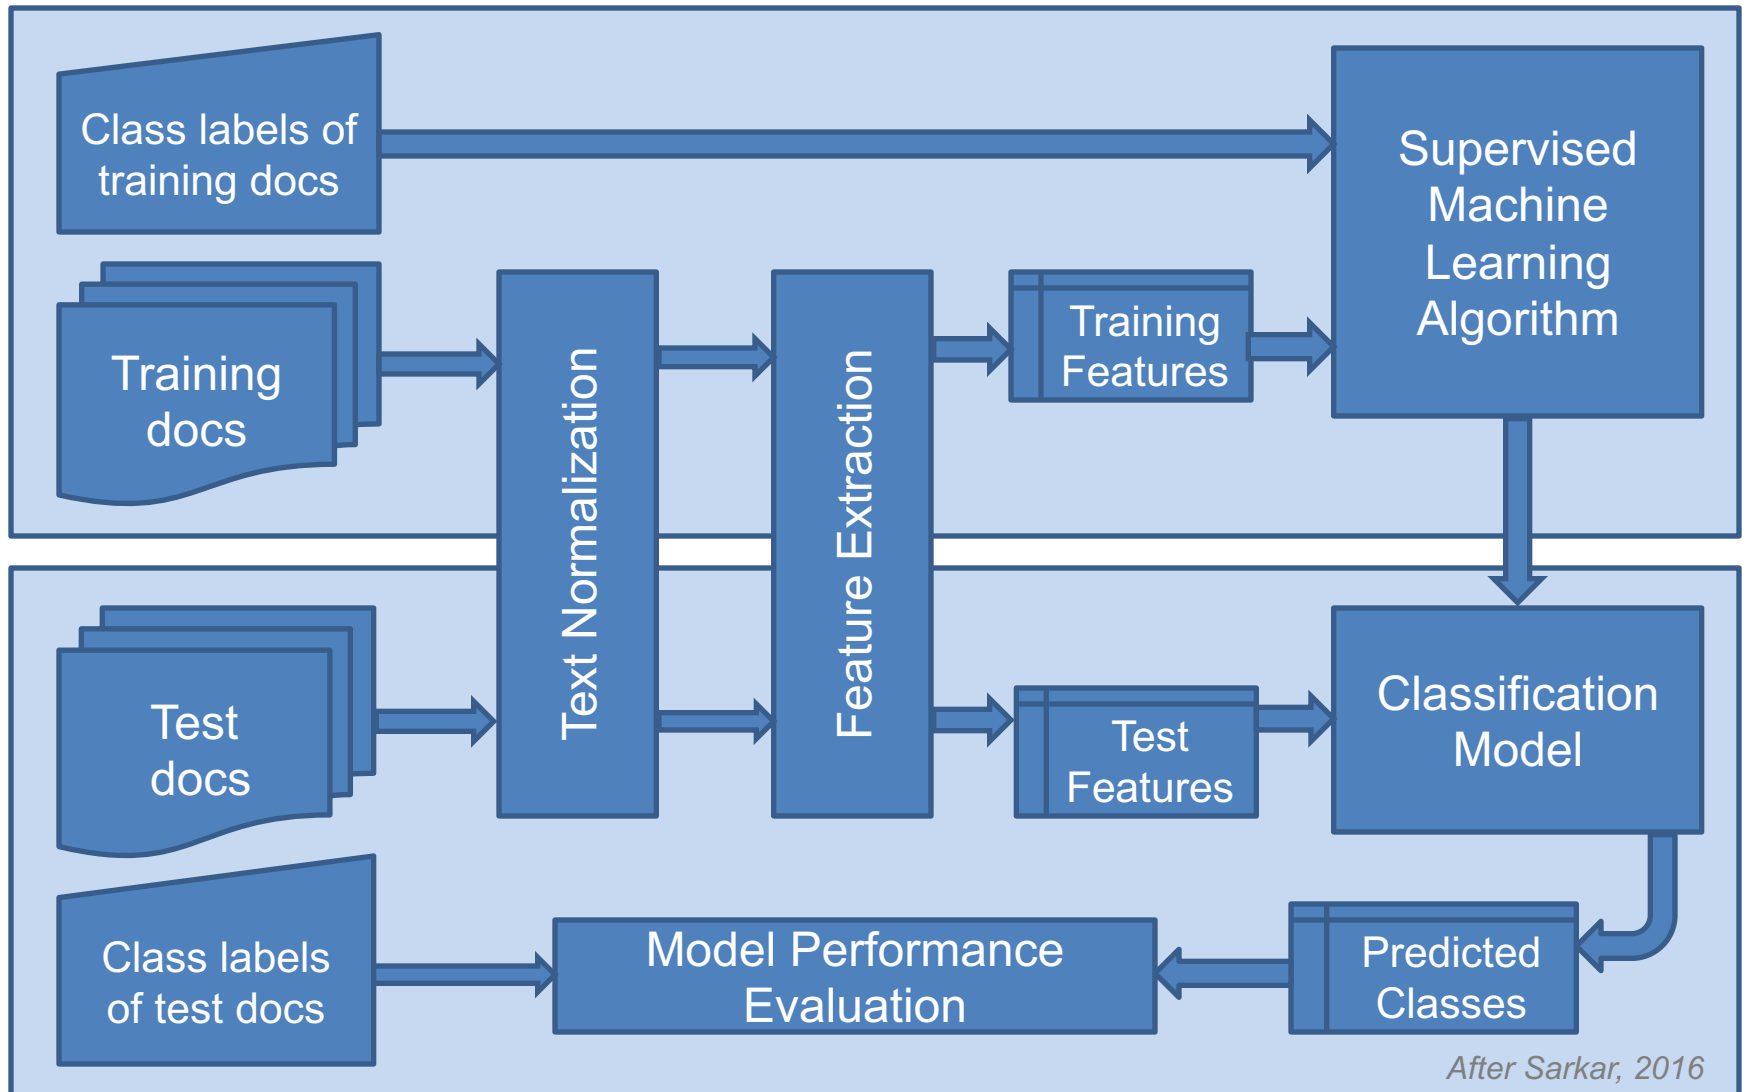 Class labels of
training docs
Supervised
Machine
Learning
Algorithm
Training
docs
Text Normalization
Feature Extraction
Training
Features
Test
docs
Test
Features
Classification
Model
Class labels
of test docs
Model Performance
Evaluation
Predicted
Classes
After Sarkar, 2016